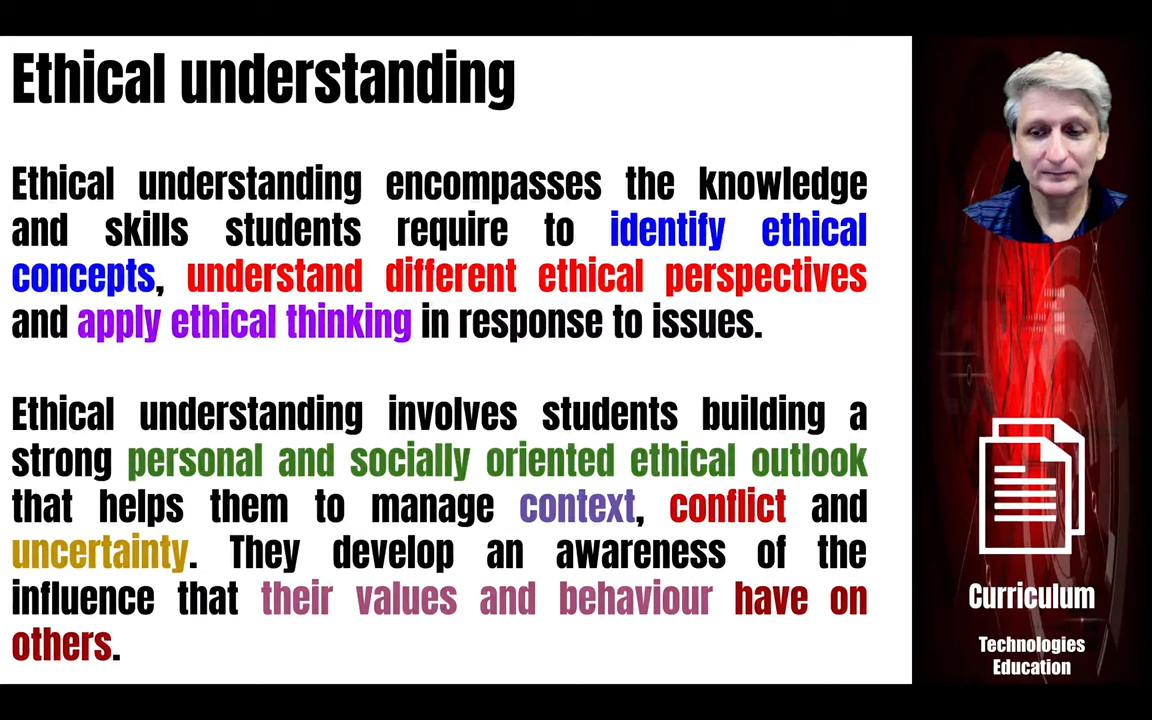 Ethical understanding
Ethical understanding encompasses the knowledge
and skills students require to identify ethical
concepts, understand different ethical perspectives
and apply ethical thinking in response to issues.
Ethical understanding involves students building a
strong personal and socially oriented ethical outlook
that helps them to manage context, conflict and
uncertainty. They develop an awareness of the
influence that their values and behaviour have on
others.
Curriculum
Technologies
Education